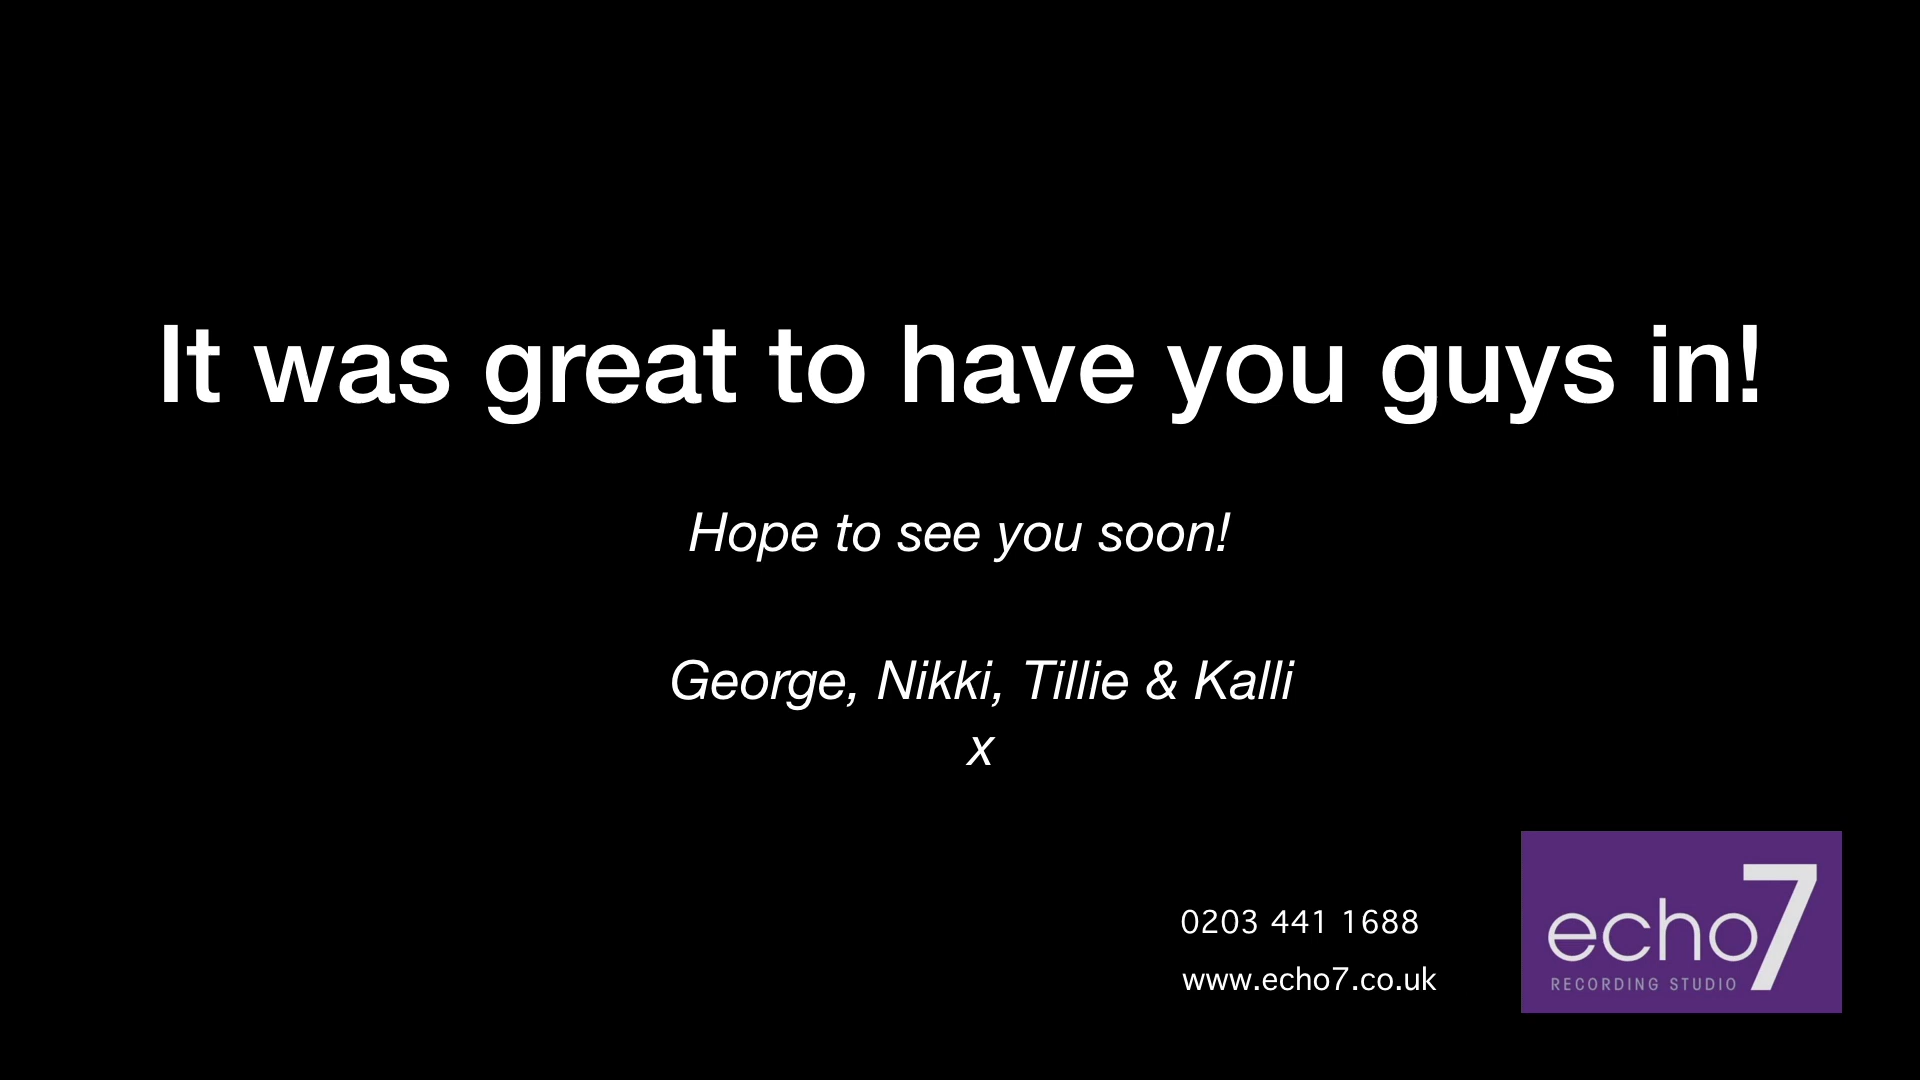 It was great to have you guys in!
Hope to see you soon!
George, Nikki, Tillie & Kalli
x
0203 441 1688
www.echo7.co.uk
echo7
RECORDING STUDIO